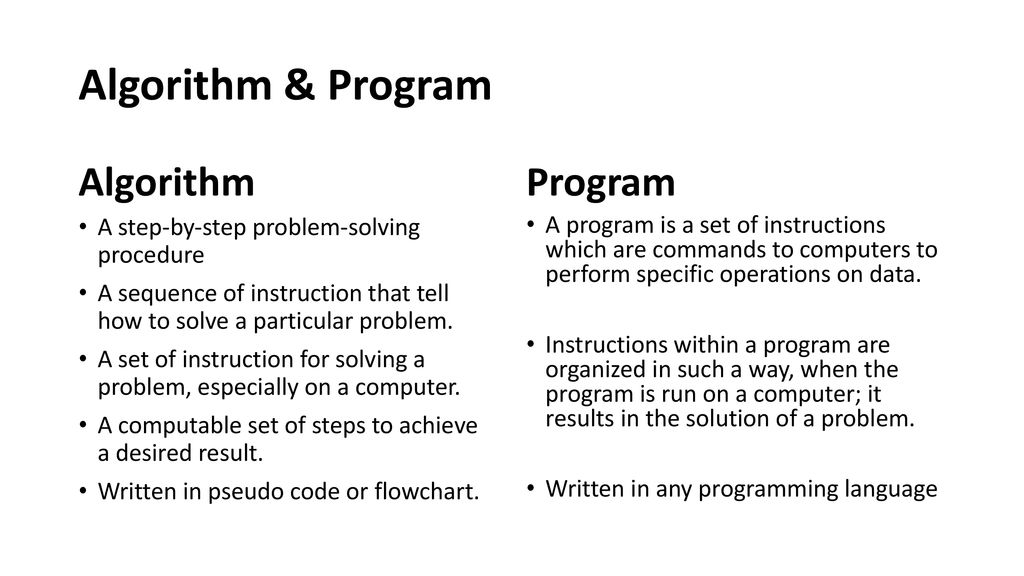 Algorithm & Program
Algorithm
• A step-by-step problem-solving
procedure
• A sequence of instruction that tell
how to solve a particular problem.
• A set of instruction for solving a
problem, especially on a computer.
• A computable set of steps to achieve
a desired result.
• Written in pseudo code or flowchart.
Program
• A program is a set of instructions
which are commands to computers to
perform specific operations on data.
• Instructions within a program are
organized in such a way, when the
program is run on a computer; it
results in the solution of a problem.
• Written in any programming language